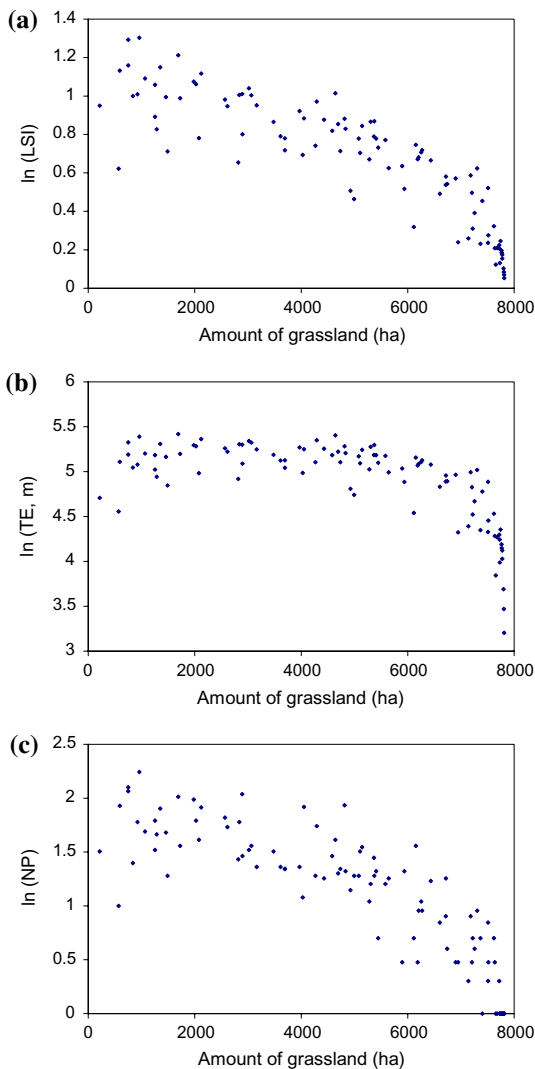 (a)
1.4
1.2
1
0.8
0.6
0.4
0.2
0
ln (LSI)
0 2000 4000 6000 8000
Amount of grassland (ha)
(b)
6
5.5
5
4.5
4
3.5
3
ln (TE, m)
0 2000 4000 6000 8000
Amount of grassland (ha)
(c)
2.5
2
1.5
1
0.5
0
ln (NP)
0 2000 4000 6000 8000
Amount of grassland (ha)